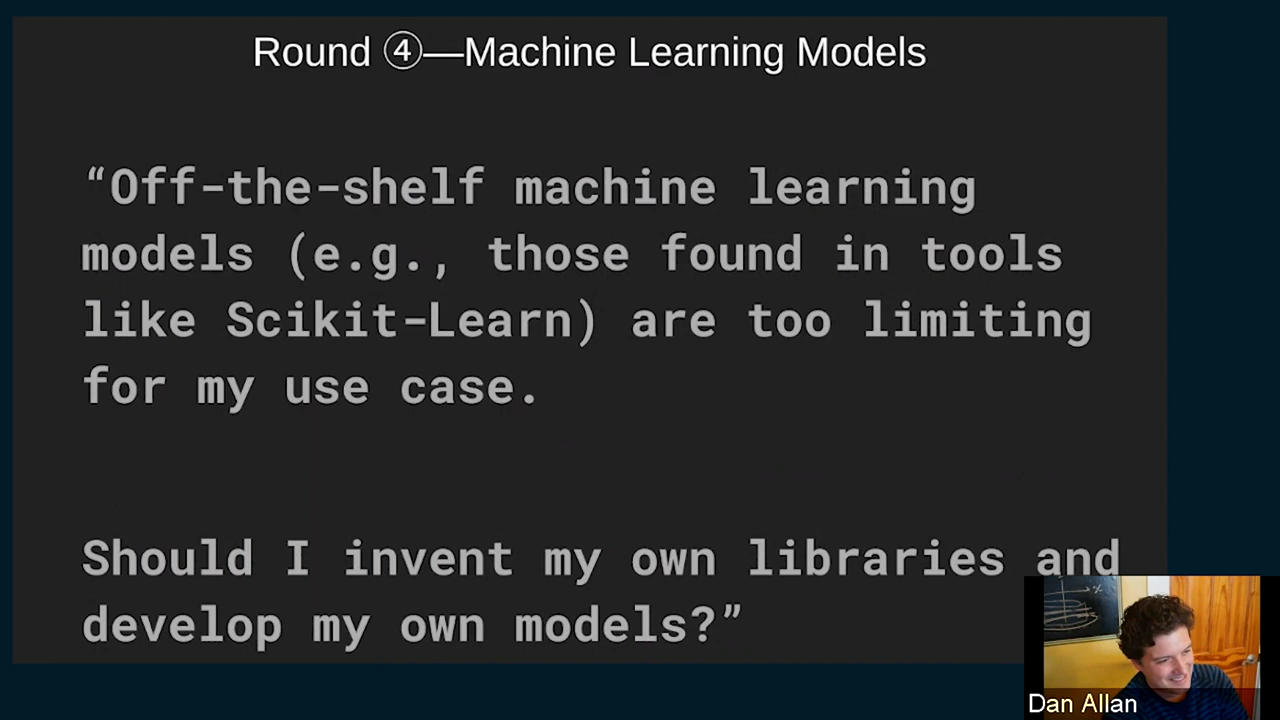 Round ④—Machine Learning Models
“Off-the-shelf machine learning
models (e.g., those found in tools
like Scikit-Learn) are too limiting
for my use case.
Should I invent my own libraries and
develop my own models?”
Dan Allan